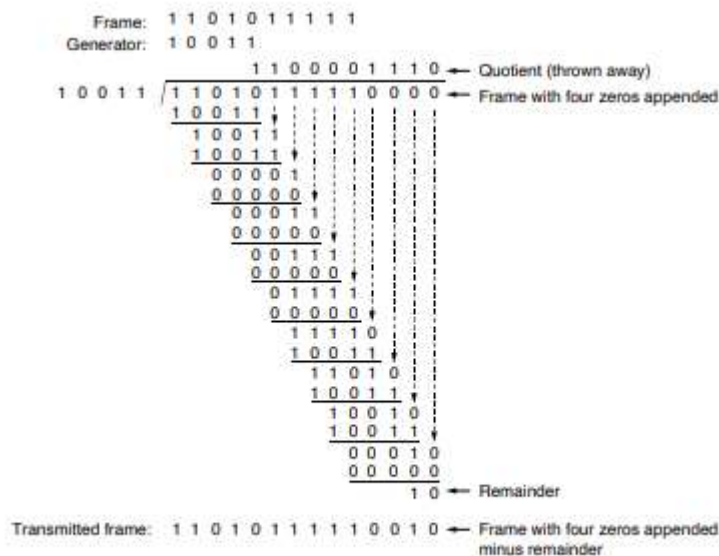 Frame: 1 1 0 1 0 1 1 1 1 1
Generator: 1 0 0 1 1
1 1 0 0 0 0 1 1 1 0 Quotient (thrown away)
1 0 0 1 1 1 1 0 1 0 1 1 1 1 1 0 0 0 0 Frame with four zeros appended
1 0 0 1 1
1 0 0 1 1
1 0 0 1 1
0 0 0 0 1
0 0 0 0 0
0 0 0 1 1
0 0 0 0 0
0 0 1 1 1
0 0 0 0 0
0 1 1 1 1
0 0 0 0 0
1 1 1 1 0
1 0 0 1 1
1 1 0 1 0
1 0 0 1 1
1 0 0 1 0
1 0 0 1 1
0 0 0 1 0
0 0 0 0 0
1 0 Remainder
Transmitted frame: 1 1 0 1 0 1 1 1 1 1 0 0 1 0 Frame with four zeros appended
minus remainder